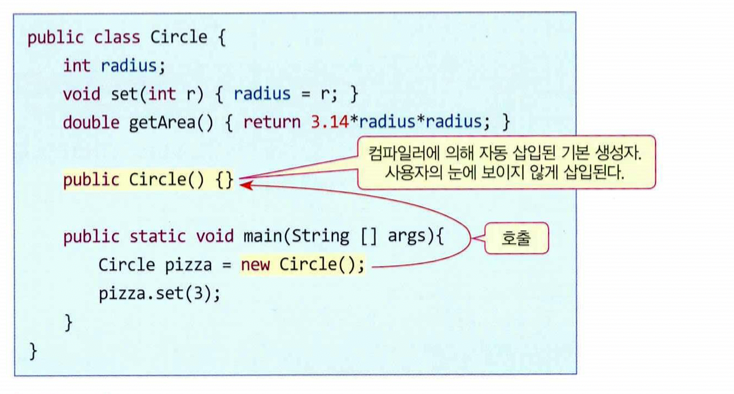 public class Circle {
int radius;
void set(int r) { radius = r; }
double getArea() { return 3.14*radius*radius; }
컴파일러에 의해 자동 삽입된 기본 생성자.
사용자의 눈에 보이지 않게 삽입된다.
public Circle() {}
public static void main(String [] args){
호출
Circle pizza = new Circle();
pizza.set(3);
}
}